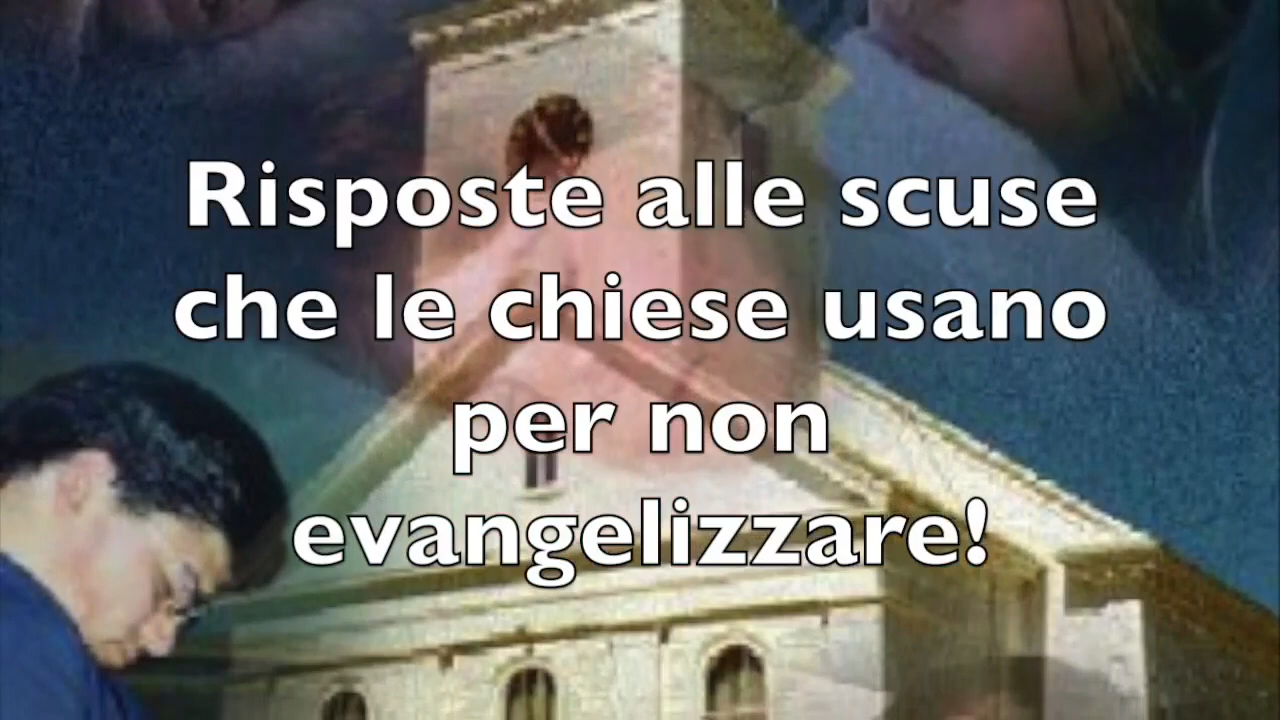 Risposte alle scuse
che le chiese usano
per non
evangelizzare!